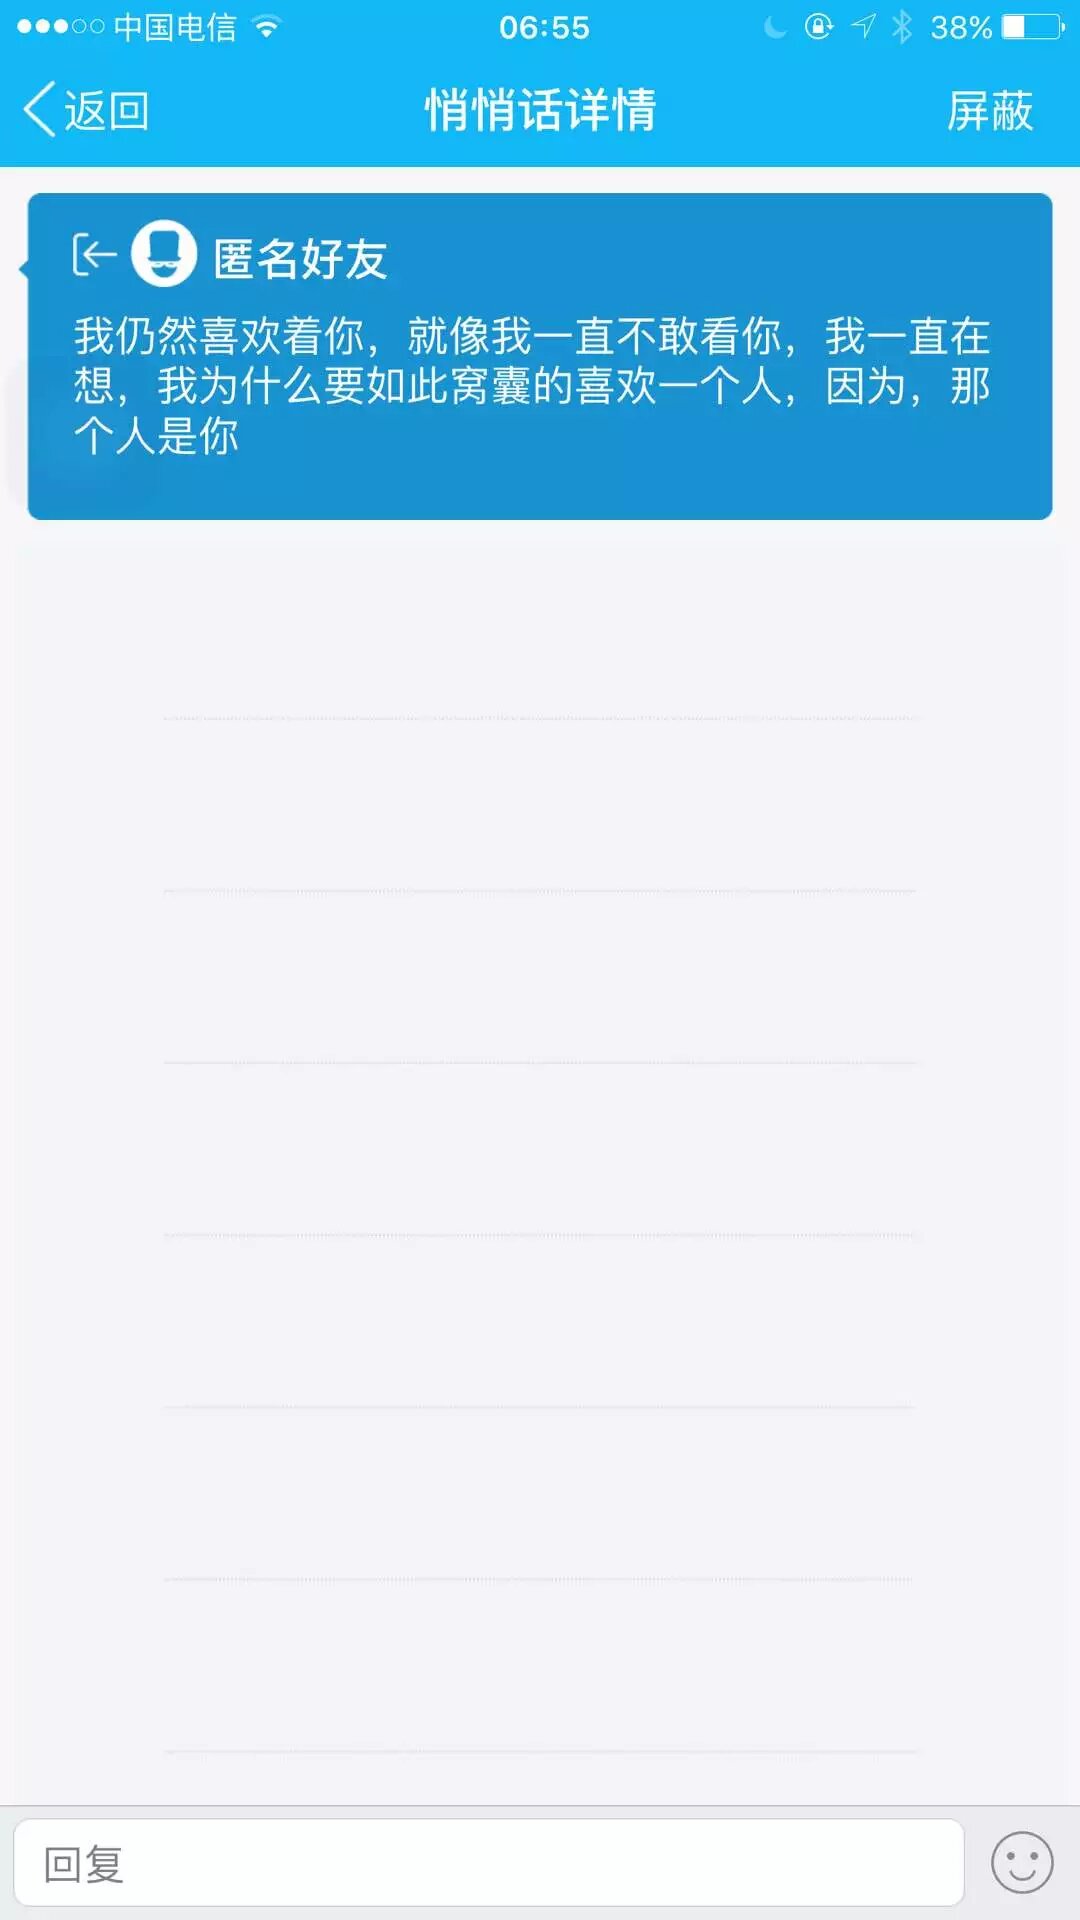 中国电信 06:55 38%
返回 悄悄话详情 屏蔽
匿名好友
我仍然喜欢着你，就像我一直不敢看你，我一直在
想，我为什么要如此窝囊的喜欢一个人，因为，那
个人是你
回复